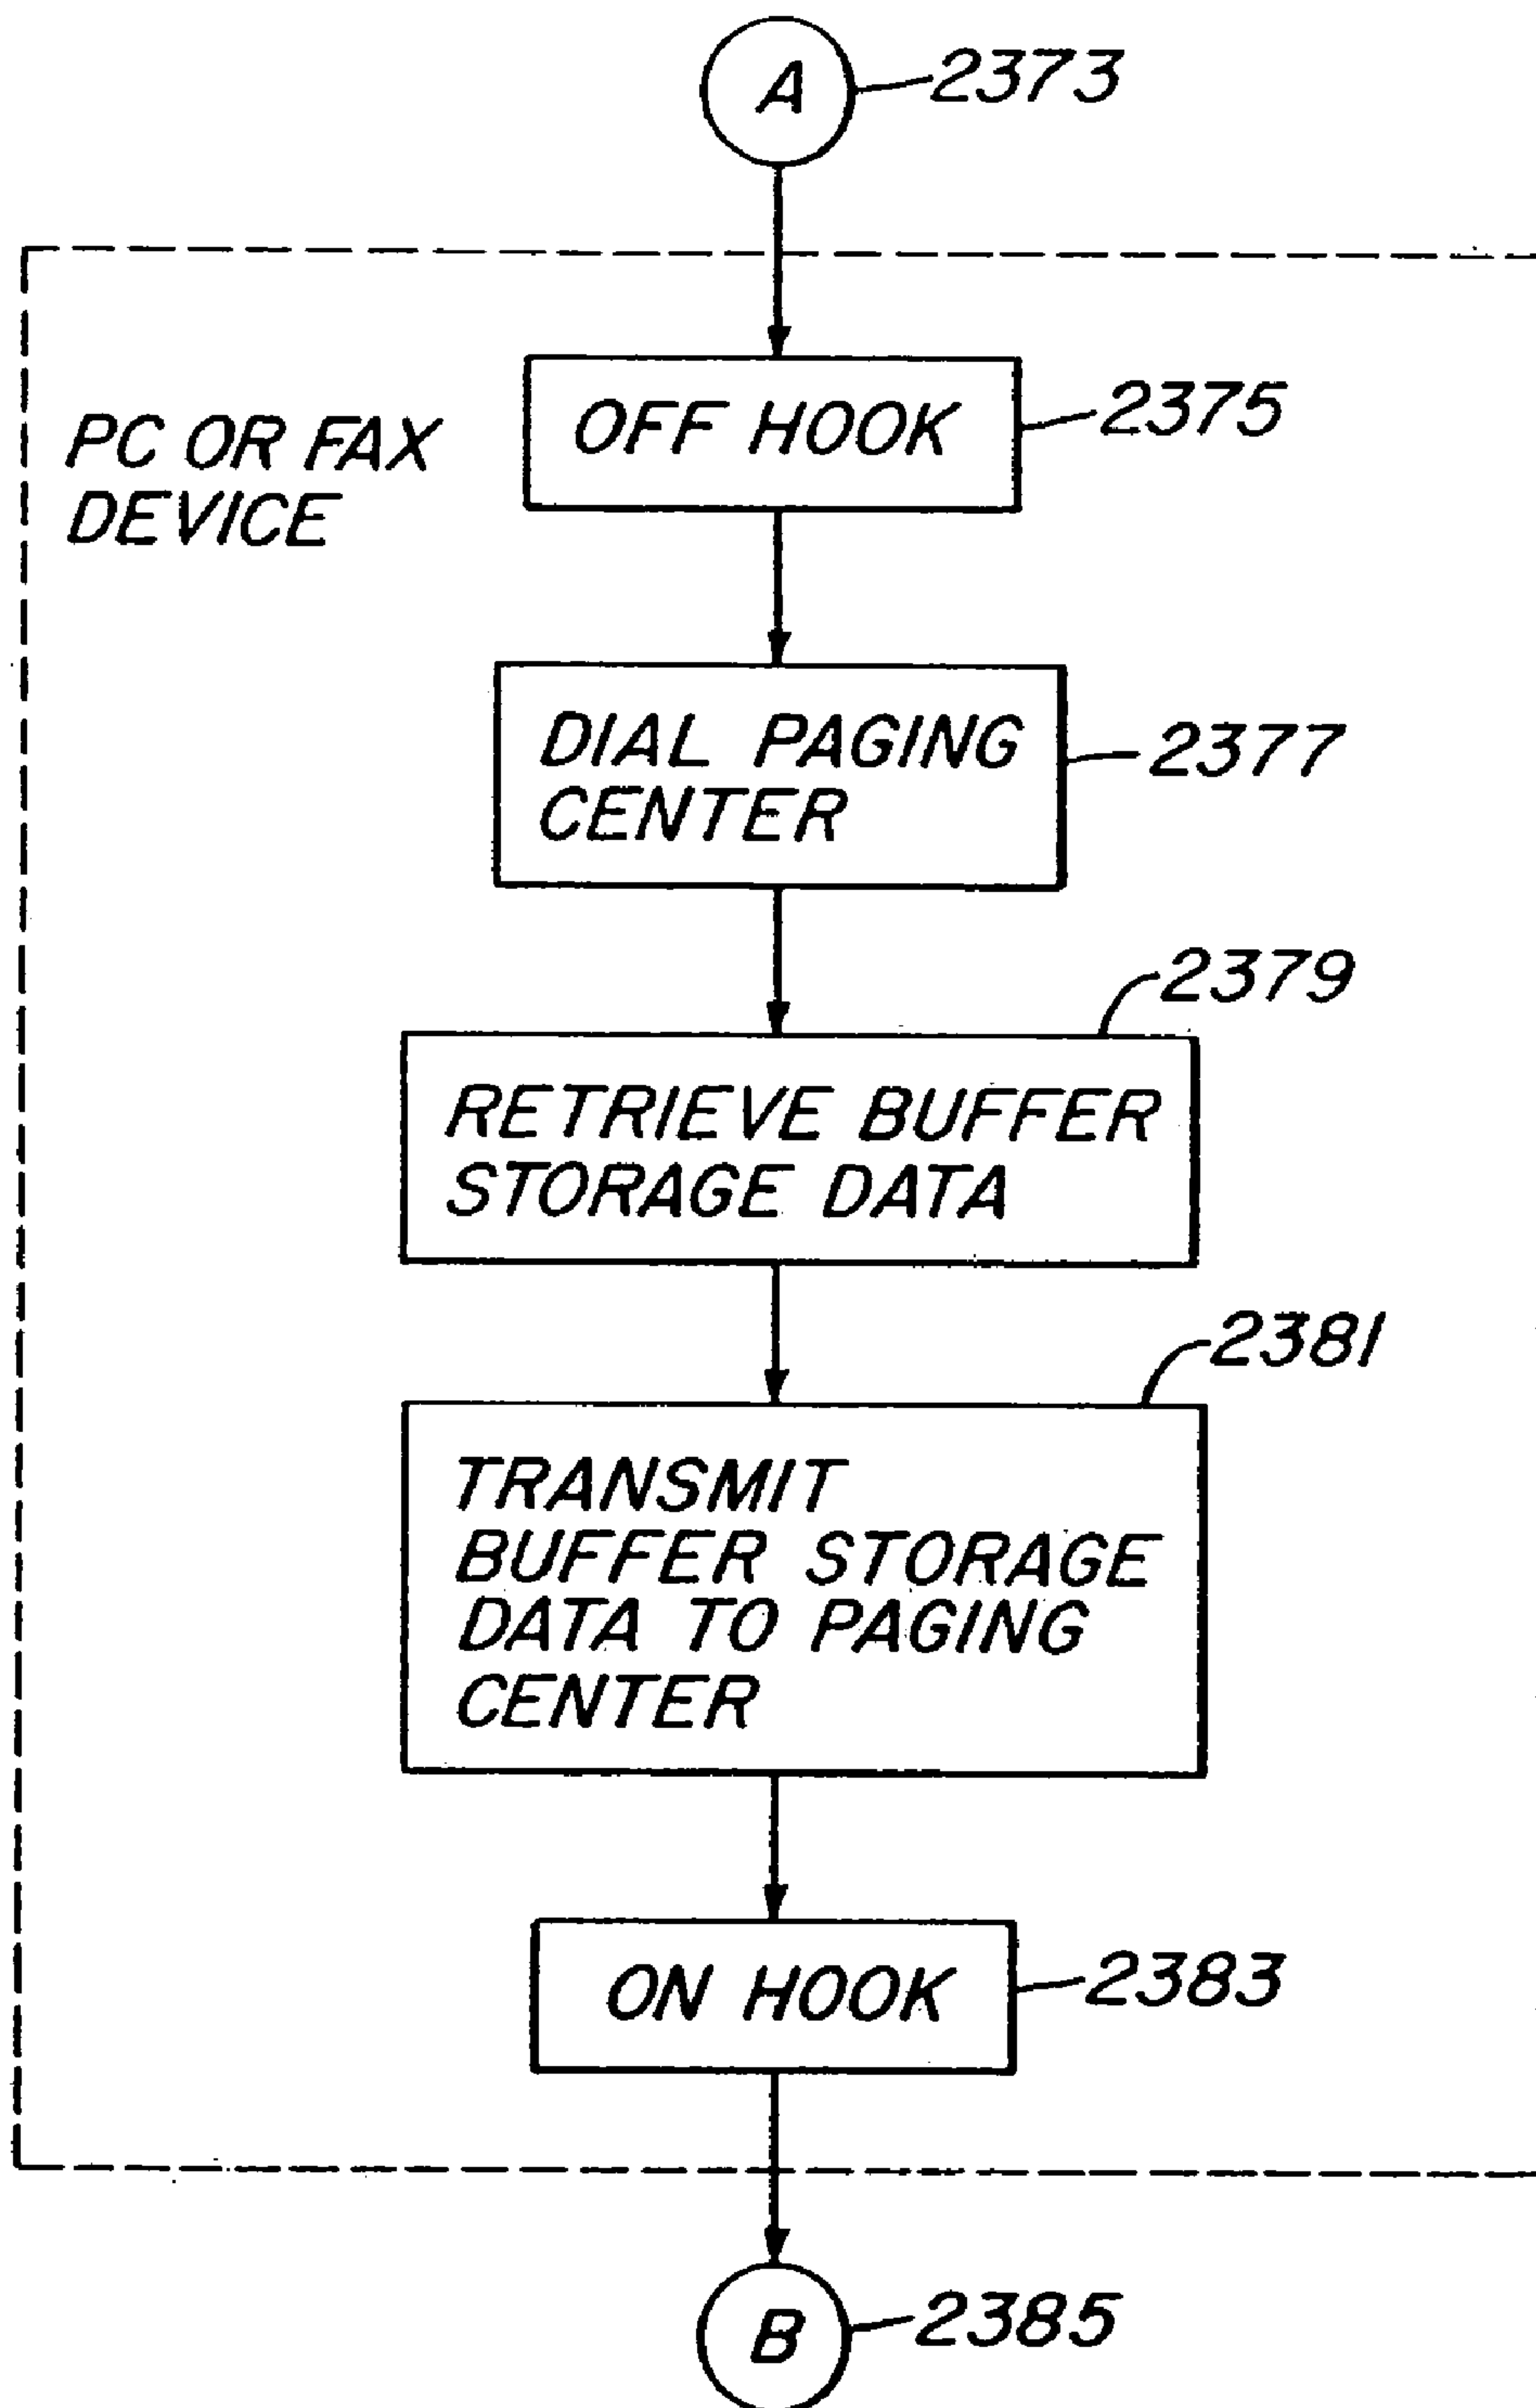 A
2373
OFF HOOK
2375
PC OR FAX
DEVICE
DIAL PAGING
CENTER
2377
2379
RETRIEVE BUFFER
STORAGE DATA
2381
TRANSMIT
BUFFER STORAGE
DATA TO PAGING
CENTER
ON HOOK
2383
B
2385